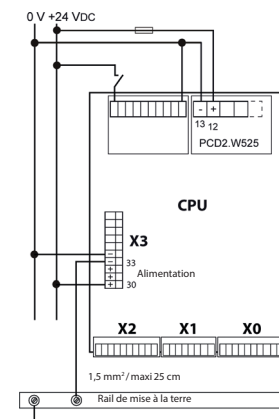 0 V +24 VDC
- +
13 12
PCD2.W525
CPU
X3
-
-
33
+
Alimentation
+
+
30
X2 X1 X0
1,5 mm²/ maxi 25 cm
Rail de mise à la terre